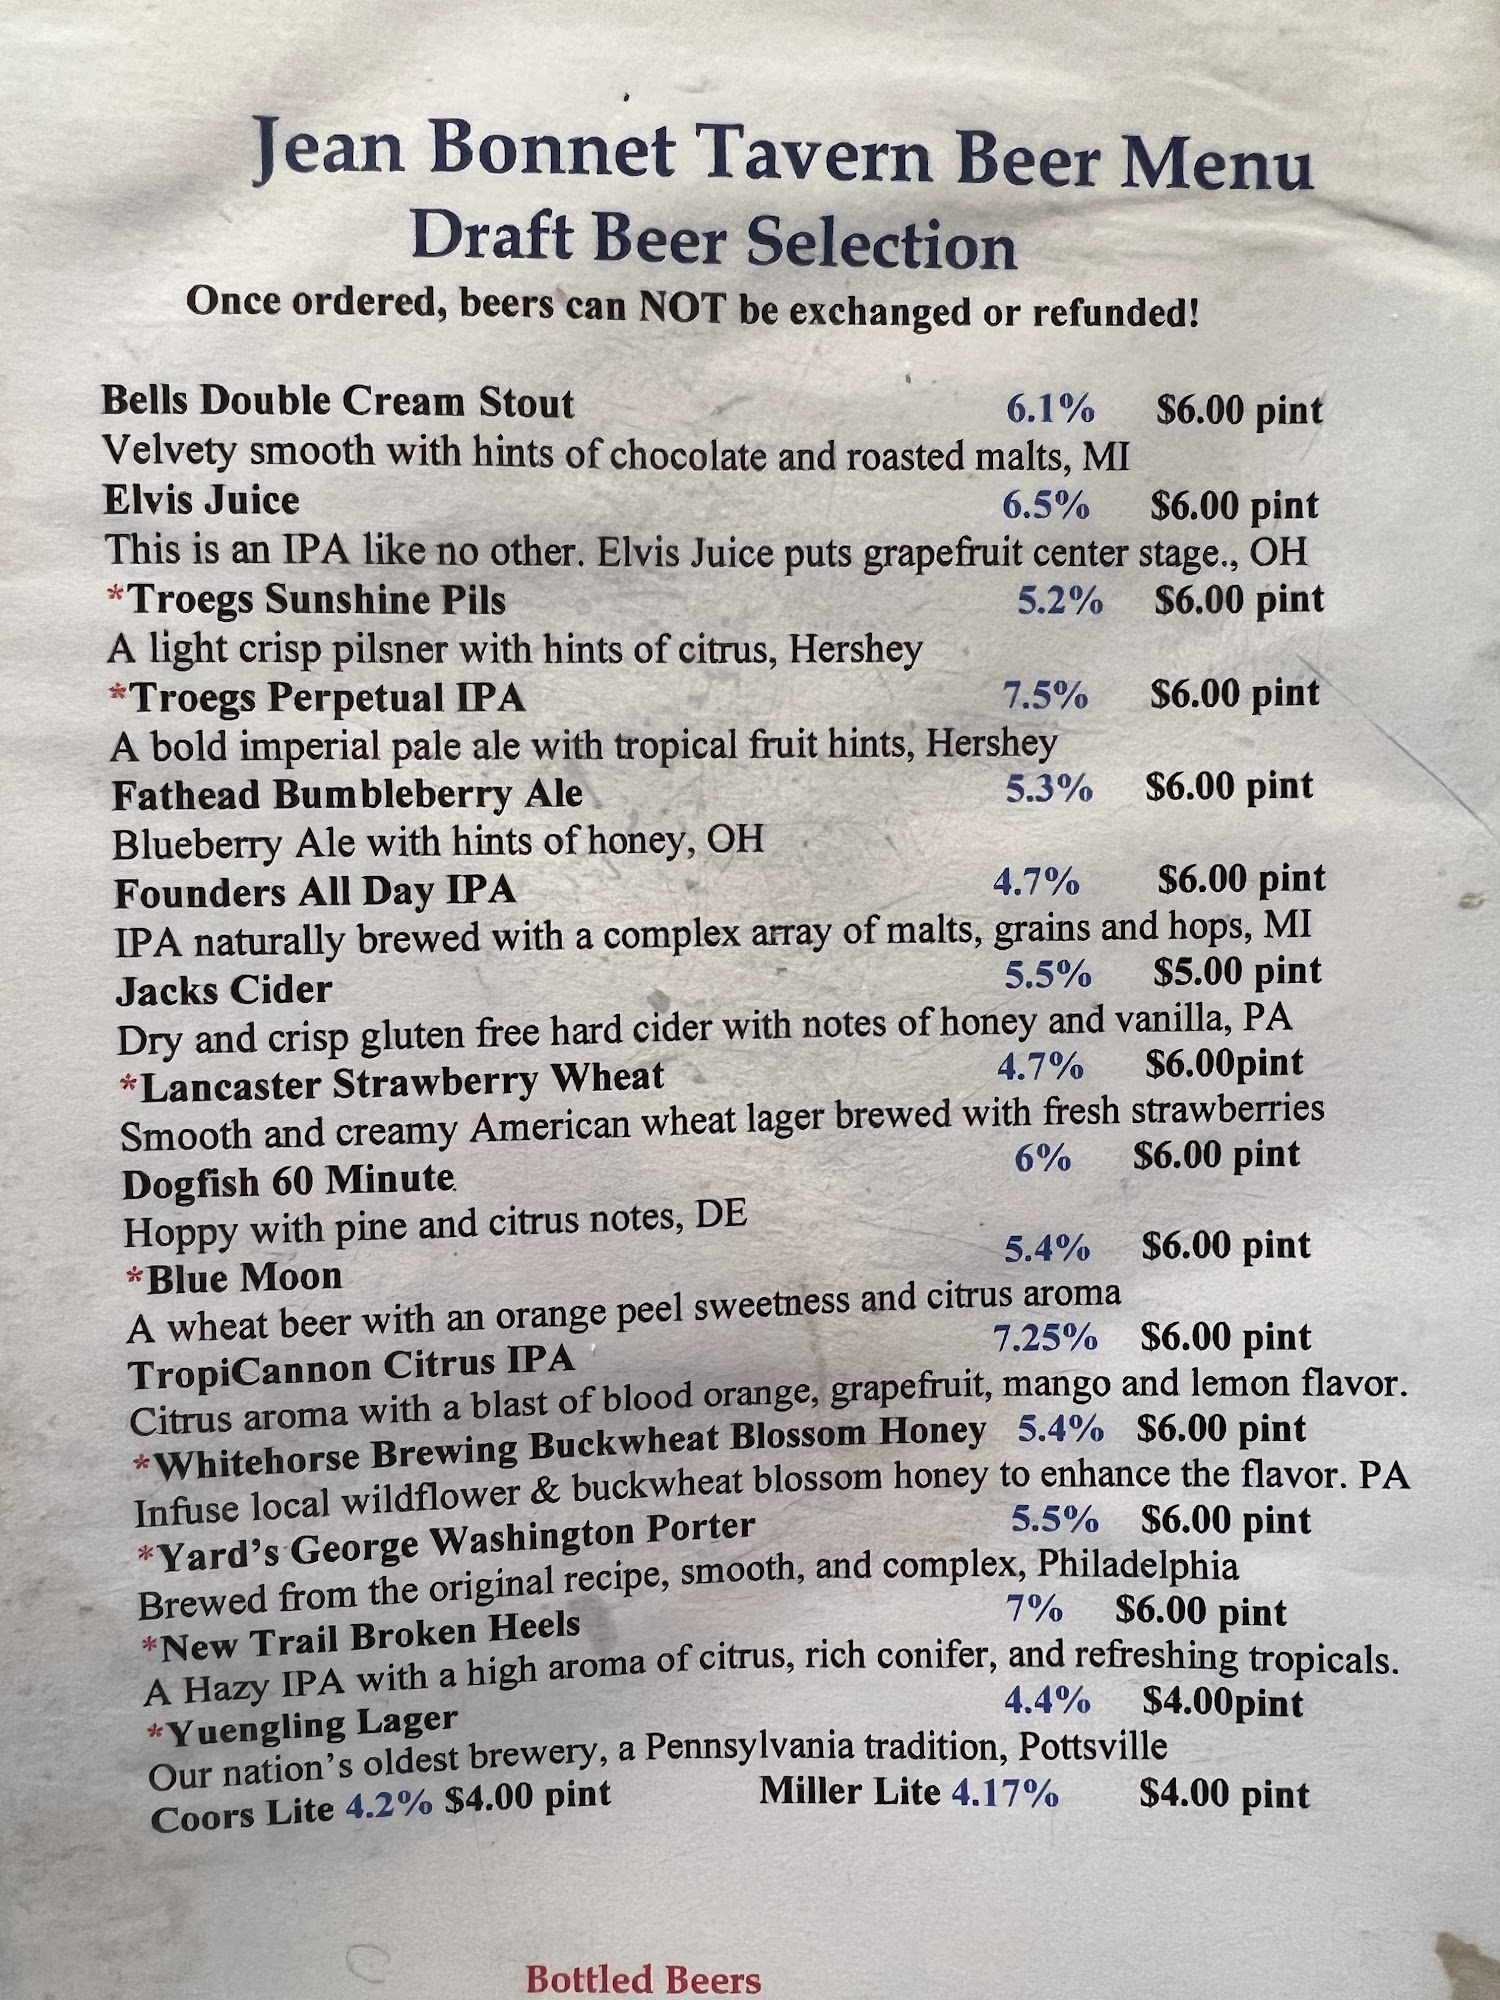 Jean Bonnet Tavern Beer Menu
Draft Beer Selection
Once ordered, beers can NOT be exchanged or refunded!
Bells Double Cream Stout 6.1% $6.00 pint
Velvety smooth with hints of chocolate and roasted malts, MI
Elvis Juice 6.5% $6.00 pint
This is an IPA like no other. Elvis Juice puts grapefruit center stage., OH
*Troegs Sunshine Pils 5.2% $6.00 pint
A light crisp pilsner with hints of citrus, Hershey
*Troegs Perpetual IPA 7.5% $6.00 pint
A bold imperial pale ale with tropical fruit hints, Hershey
Fathead Bumbleberry Ale 5.3% $6.00 pint
Blueberry Ale with hints of honey, OH
Founders All Day IPA 4.7% $6.00 pint
IPA naturally brewed with a complex array of malts, grains and hops, MI
Jacks Cider 5.5% $5.00 pint
Dry and crisp gluten free hard cider with notes of honey and vanilla, PA
*Lancaster Strawberry Wheat 4.7% $6.00pint
Smooth and creamy American wheat lager brewed with fresh strawberries
Dogfish 60 Minute 6% $6.00 pint
Hoppy with pine and citrus notes, DE
*Blue Moon 5.4% $6.00 pint
A wheat beer with an orange peel sweetness and citrus aroma
TropiCannon Citrus IPA 7.25% $6.00 pint
Citrus aroma with a blast of blood orange, grapefruit, mango and lemon flavor.
*Whitehorse Brewing Buckwheat Blossom Honey 5.4% $6.00 pint
Infuse local wildflower & buckwheat blossom honey to enhance the flavor. PA
*Yard's George Washington Porter 5.5% $6.00 pint
Brewed from the original recipe, smooth, and complex, Philadelphia
*New Trail Broken Heels 7% $6.00 pint
A Hazy IPA with a high aroma of citrus, rich conifer, and refreshing tropicals.
*Yuengling Lager 4.4% $4.00pint
Our nation's oldest brewery, a Pennsylvania tradition, Pottsville
Coors Lite 4.2% $4.00 pint Miller Lite 4.17% $4.00 pint
Bottled Beers